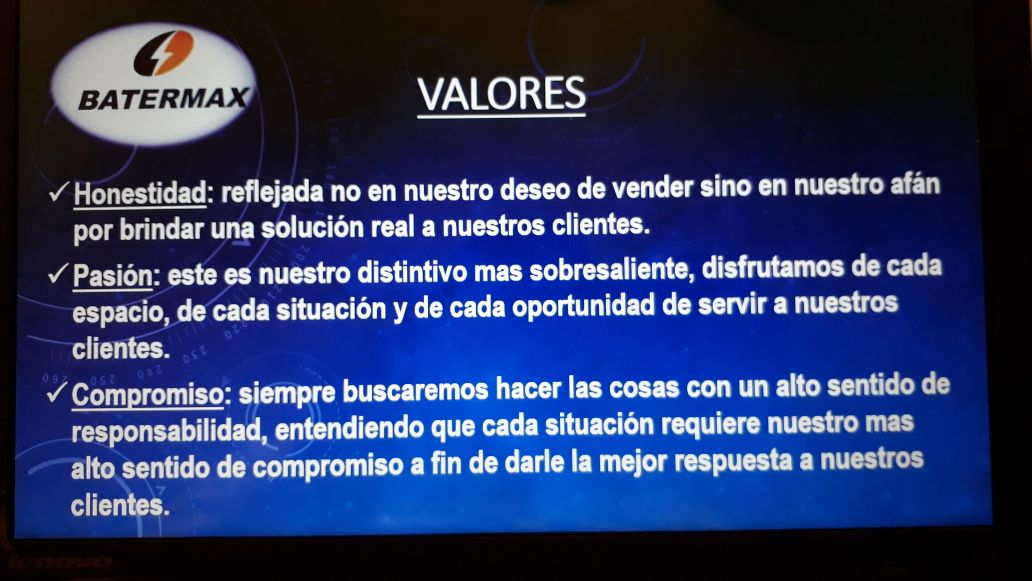 BATERMAX
VALORES
✓ Honestidad: reflejada no en nuestro deseo de vender sino en nuestro afán
por brindar una solución real a nuestros clientes.
✓ Pasión: este es nuestro distintivo mas sobresaliente, disfrutamos de cada
espacio, de cada situación y de cada oportunidad de servir a nuestros
clientes.
✓ Compromiso: siempre buscaremos hacer las cosas con un alto sentido de
responsabilidad, entendiendo que cada situación requiere nuestro mas
alto sentido de compromiso a fin de darle la mejor respuesta a nuestros
clientes.
lenovo